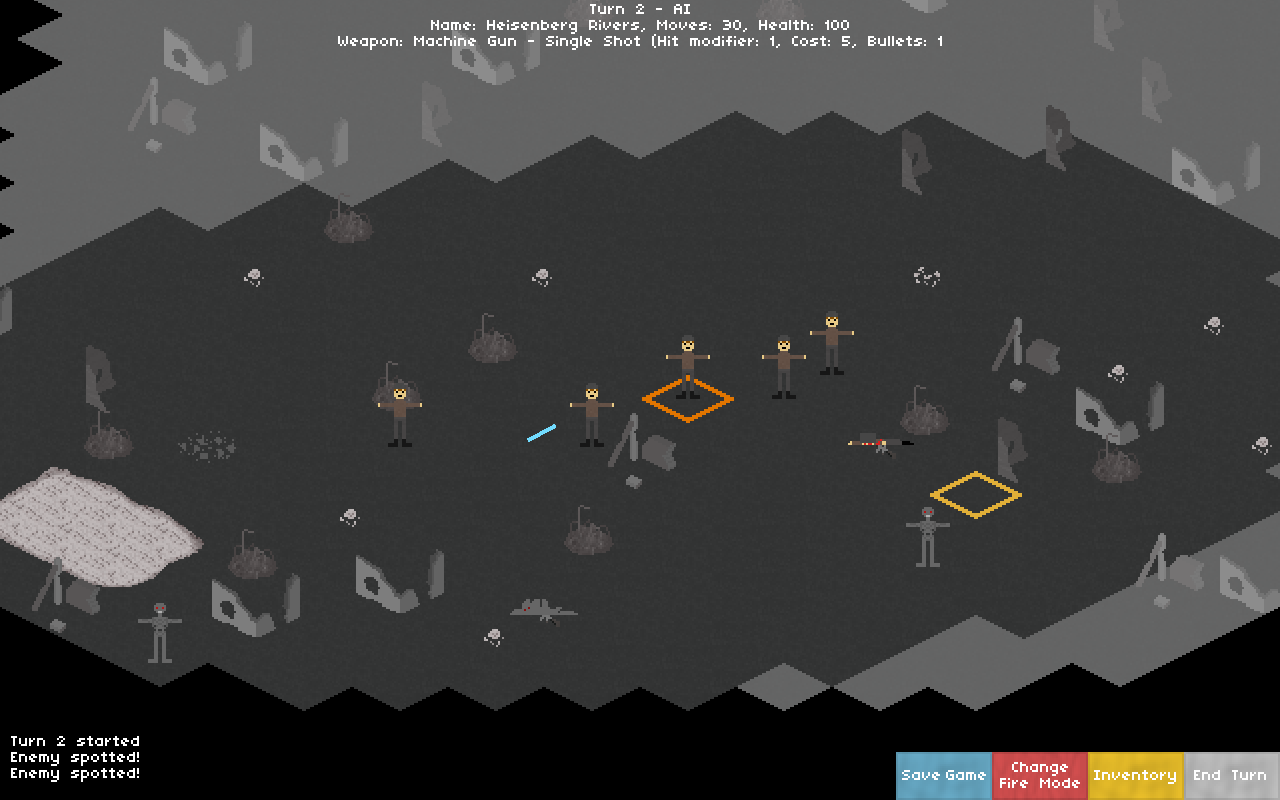 Turn 2 - AI
Name: Heisenberg Rivers, Moves: 30, Health: 100
Weapon: Machine Gun - Single Shot (Hit modifier: 1, Cost: 5, Bullets: 1
Turn 2 started
Enemy spotted!
Enemy spotted!
Save Game
Change
Fire Mode
Inventory
End Turn